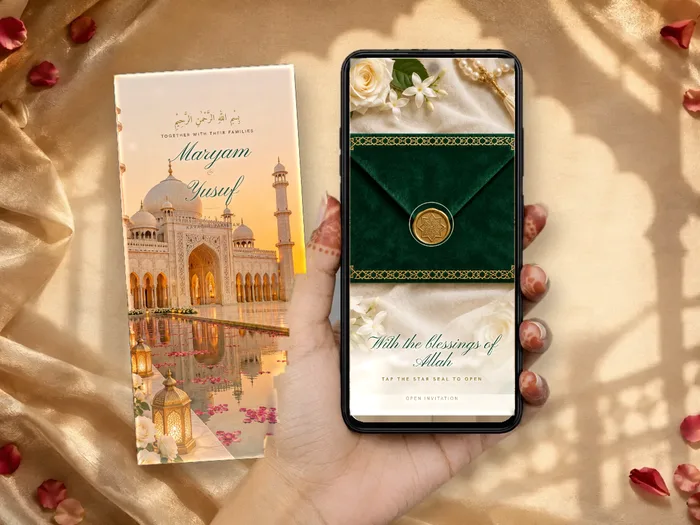 بِسْمِ اللَّهِ الرَّحْمَٰنِ الرَّحِيمِ
TOGETHER WITH THEIR FAMILIES
Maryam
Yusuf
With the blessings of
Allah
TAP THE STAR SEAL TO OPEN
OPEN INVITATION